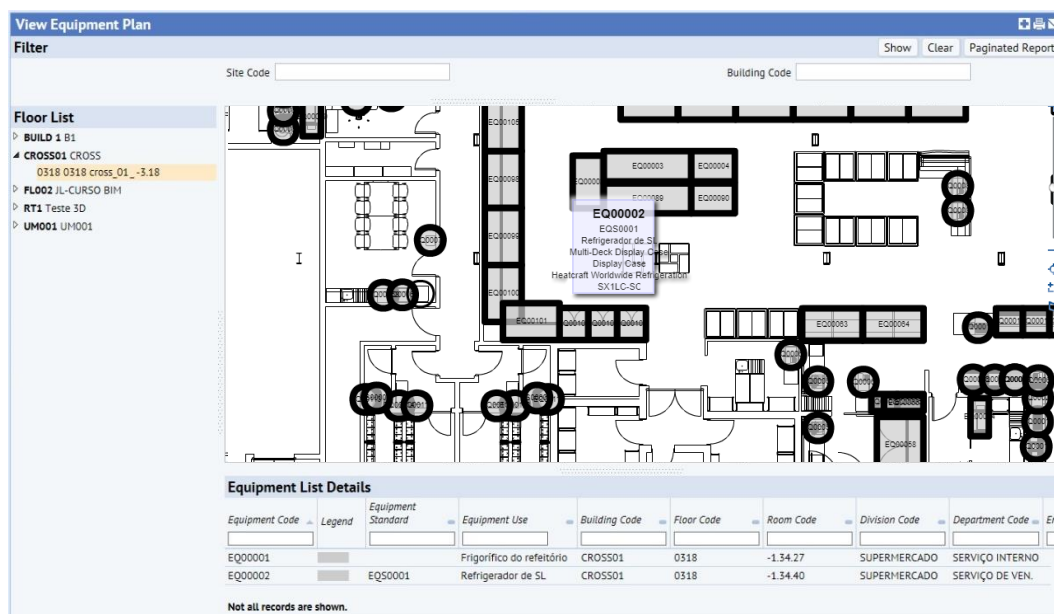 View Equipment Plan
Filter
Show Clear Paginated Report
Site Code
Building Code
Floor List
BUILD 1 B1
CROSS01 CROSS
0318 0318 cross_01_-3.18
FL002 JL-CURSO BIM
RT1 Teste 3D
UM001 UM001
EQ00105
EQ00098
EQ00099
EQ00100
EQ00101
EQ00003
EQ00004
EQ00089
EQ00090
EQ00002
EQS0001
Refrigerador de SL
Multi-Deck Display Case
Display Case
Heatcraft Worldwide Refrigeration
SX1LC-SC
EQ00063
EQ00064
EQ00058
Equipment List Details
Equipment Code Legend Equipment Standard Equipment Use Building Code Floor Code Room Code Division Code Department Code
EQ00001 Frigorífico do refeitório CROSS01 0318 -1.34.27 SUPERMERCADO SERVIÇO INTERNO
EQ00002 EQS0001 Refrigerador de SL CROSS01 0318 -1.34.40 SUPERMERCADO SERVIÇO DE VEN.
Not all records are shown.